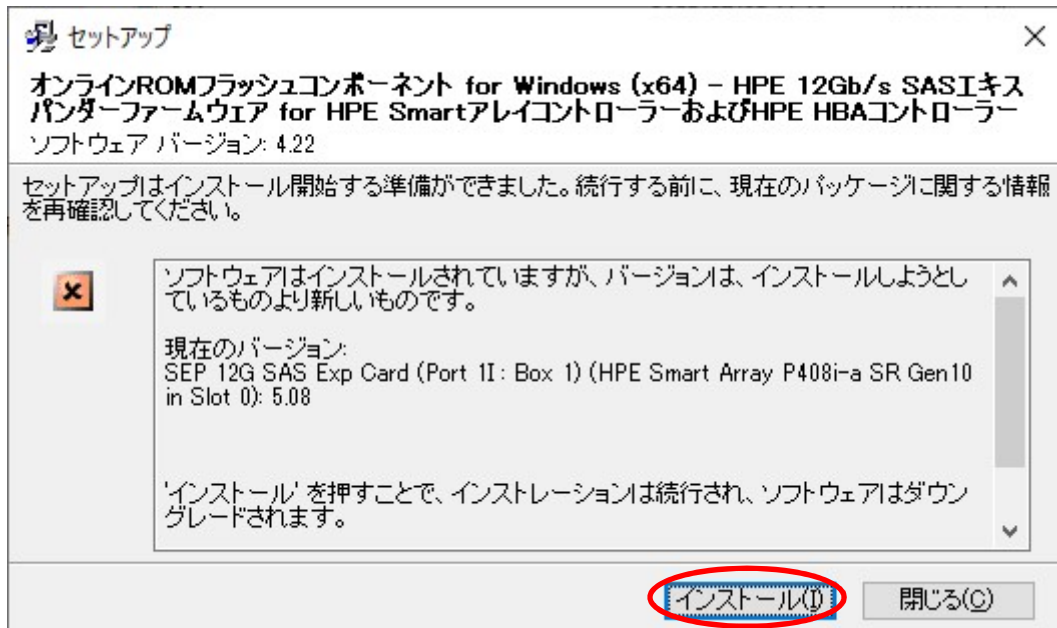 セットアップ
オンラインROMフラッシュコンポーネント for Windows (x64) - HPE 12Gb/s SASエキス
パンダーファームウェア for HPE SmartアレイコントローラーおよびHPE HBAコントローラー
ソフトウェア バージョン: 4.22
セットアップはインストール開始する準備ができました。続行する前に、現在のパッケージに関する情報
を再確認してください。
ソフトウェアはインストールされていますが、バージョンは、インストールしようとし
ているものより新しいものです。
現在のバージョン:
SEP 12G SAS Exp Card (Port 1I: Box 1) (HPE Smart Array P408i-a SR Gen10
in Slot 0): 5.08
'インストール' を押すことで、インストレーションは続行され、ソフトウェアはダウン
グレードされます。
インストール(I) 閉じる(C)